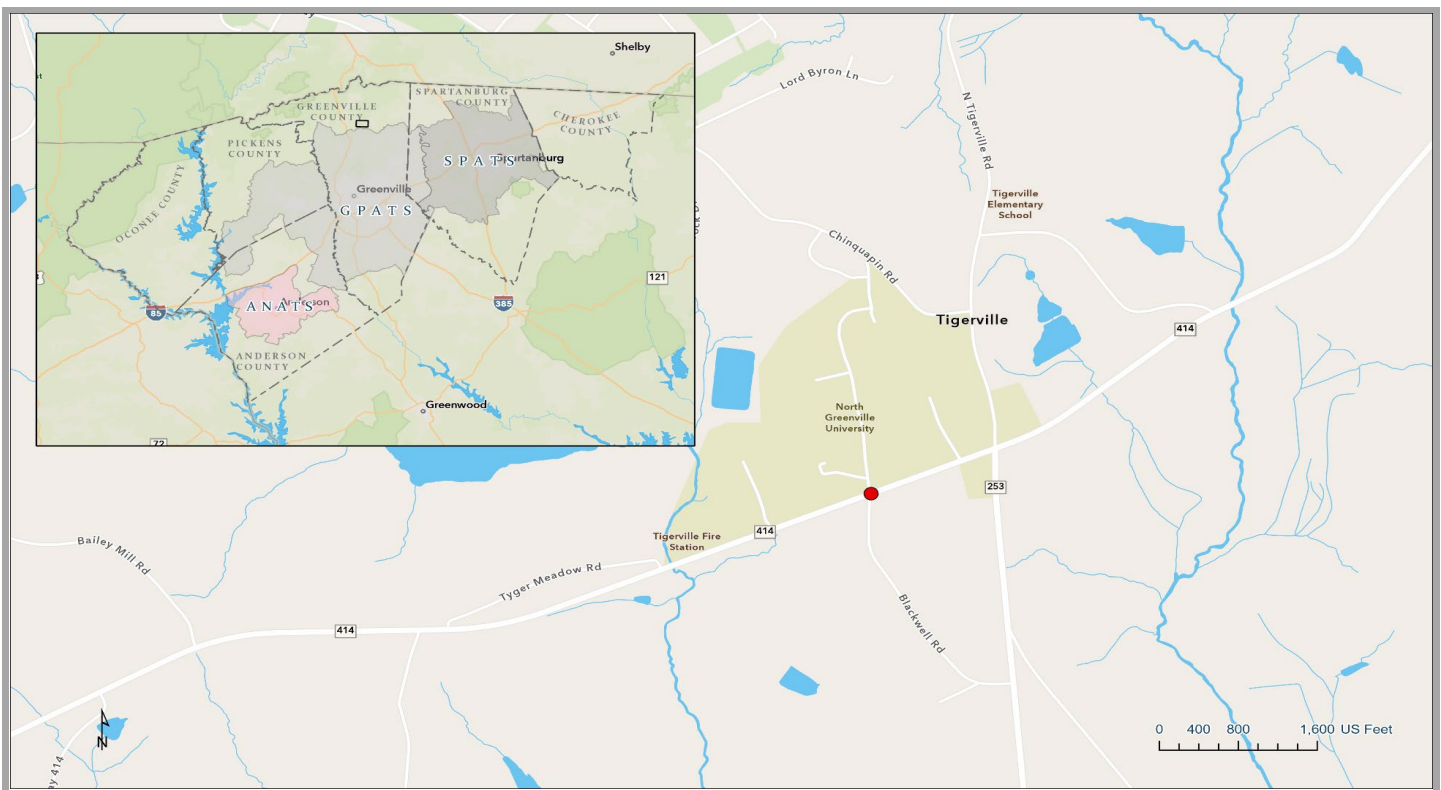 Shelby
SPARTANBURG
COUNTY
GREENVILLE
COUNTY
CHEROKEE
COUNTY
PICKENS
COUNTY
SPATS
Spartanburg
OCONEE COUNTY
Greenville
GPATS
121
ANATS
Anderson
85
385
ANDERSON
COUNTY
Greenwood
72
Lord Byron Ln
N Tigerville Rd
Tigerville
Elementary
School
Chinquapin Rd
Tigerville
414
North
Greenville
University
253
414
Tigerville Fire
Station
Bailey Mill Rd
Tyger Meadow Rd
Blackwell Rd
414
N
414
0 400 800 1,600 US Feet